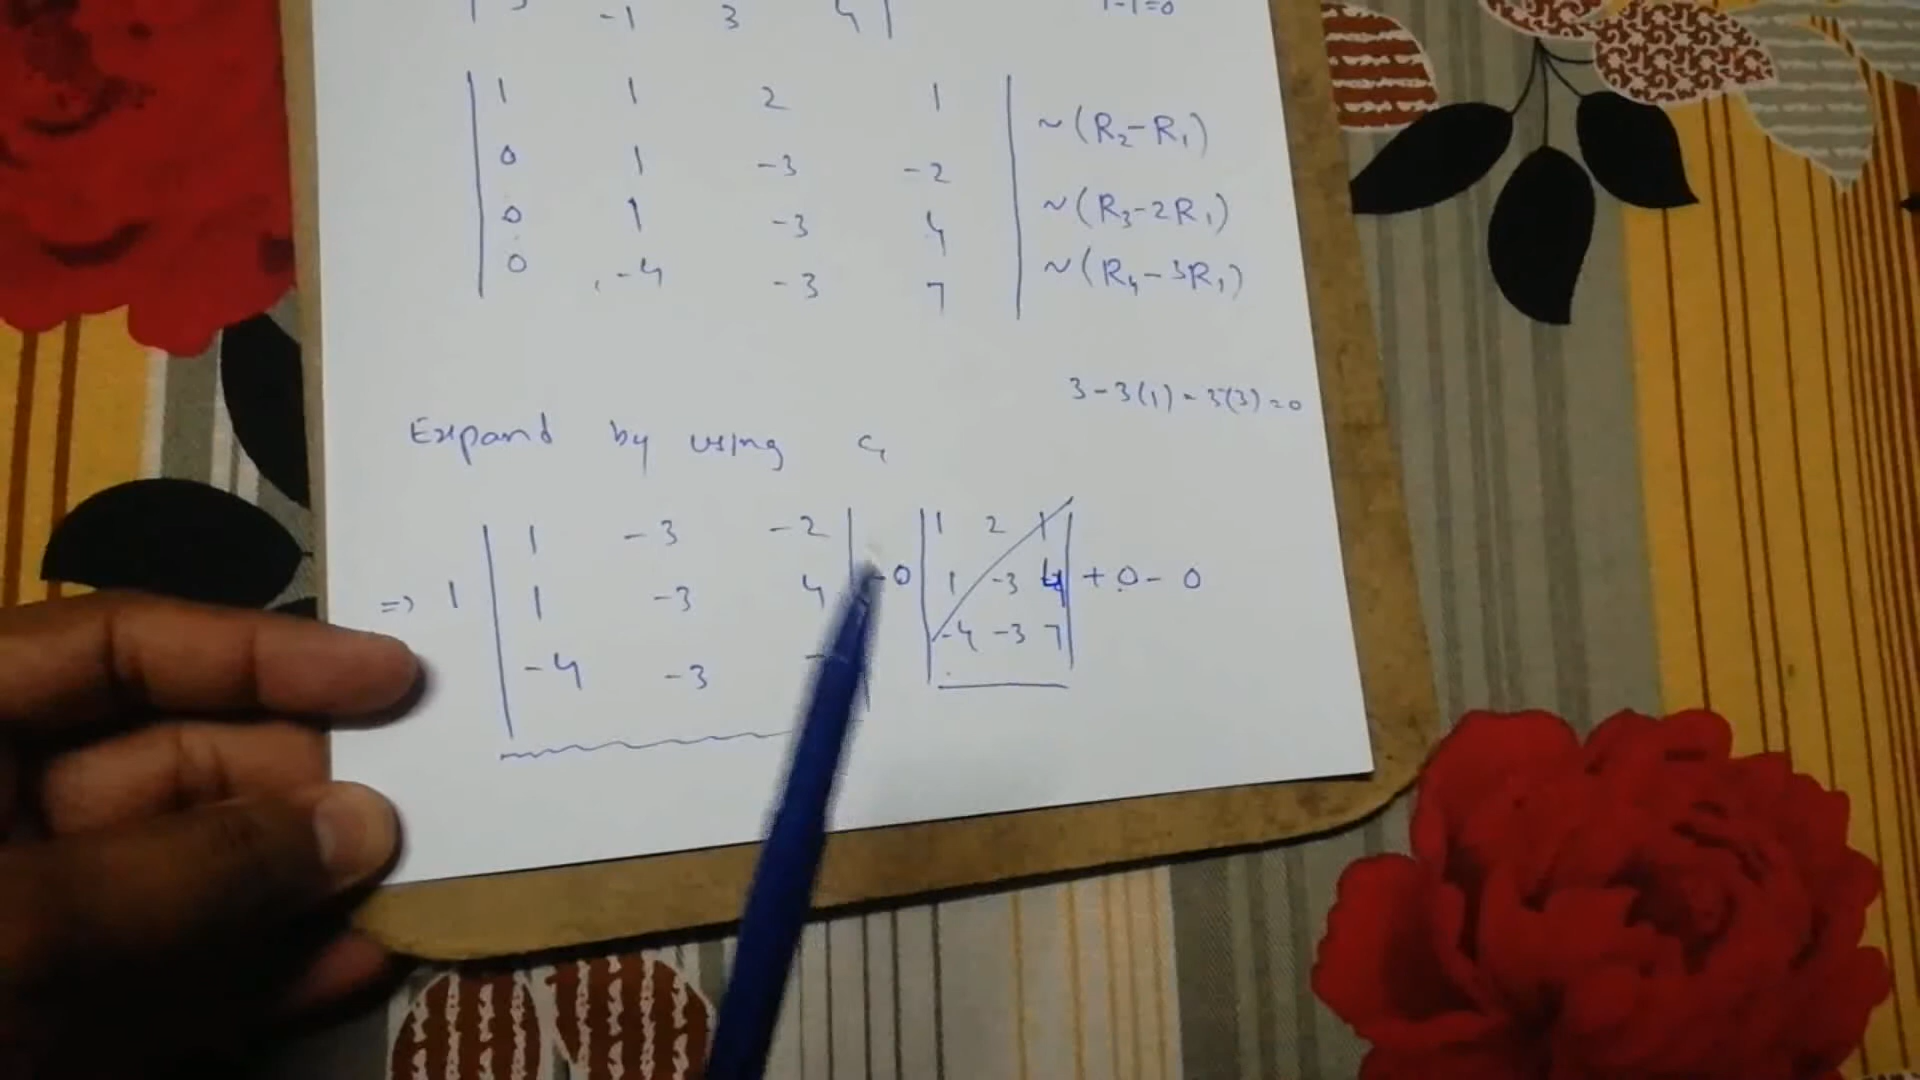 -1 3 4
1-1=0
1 1 2 1 ~(R₂-R₁)
0 1 -3 -2
0 1 -3 4 ~(R₃-2R₁)
0 -4 -3 7 ~(R₄-3R₁)
3-3(1)=3(3)=0
Expand by using C₁
1 -3 -2 1 2 1
=> 1 1 -3 4 -0 1 -3 4 +0-0
-4 -3 -4 -3 7